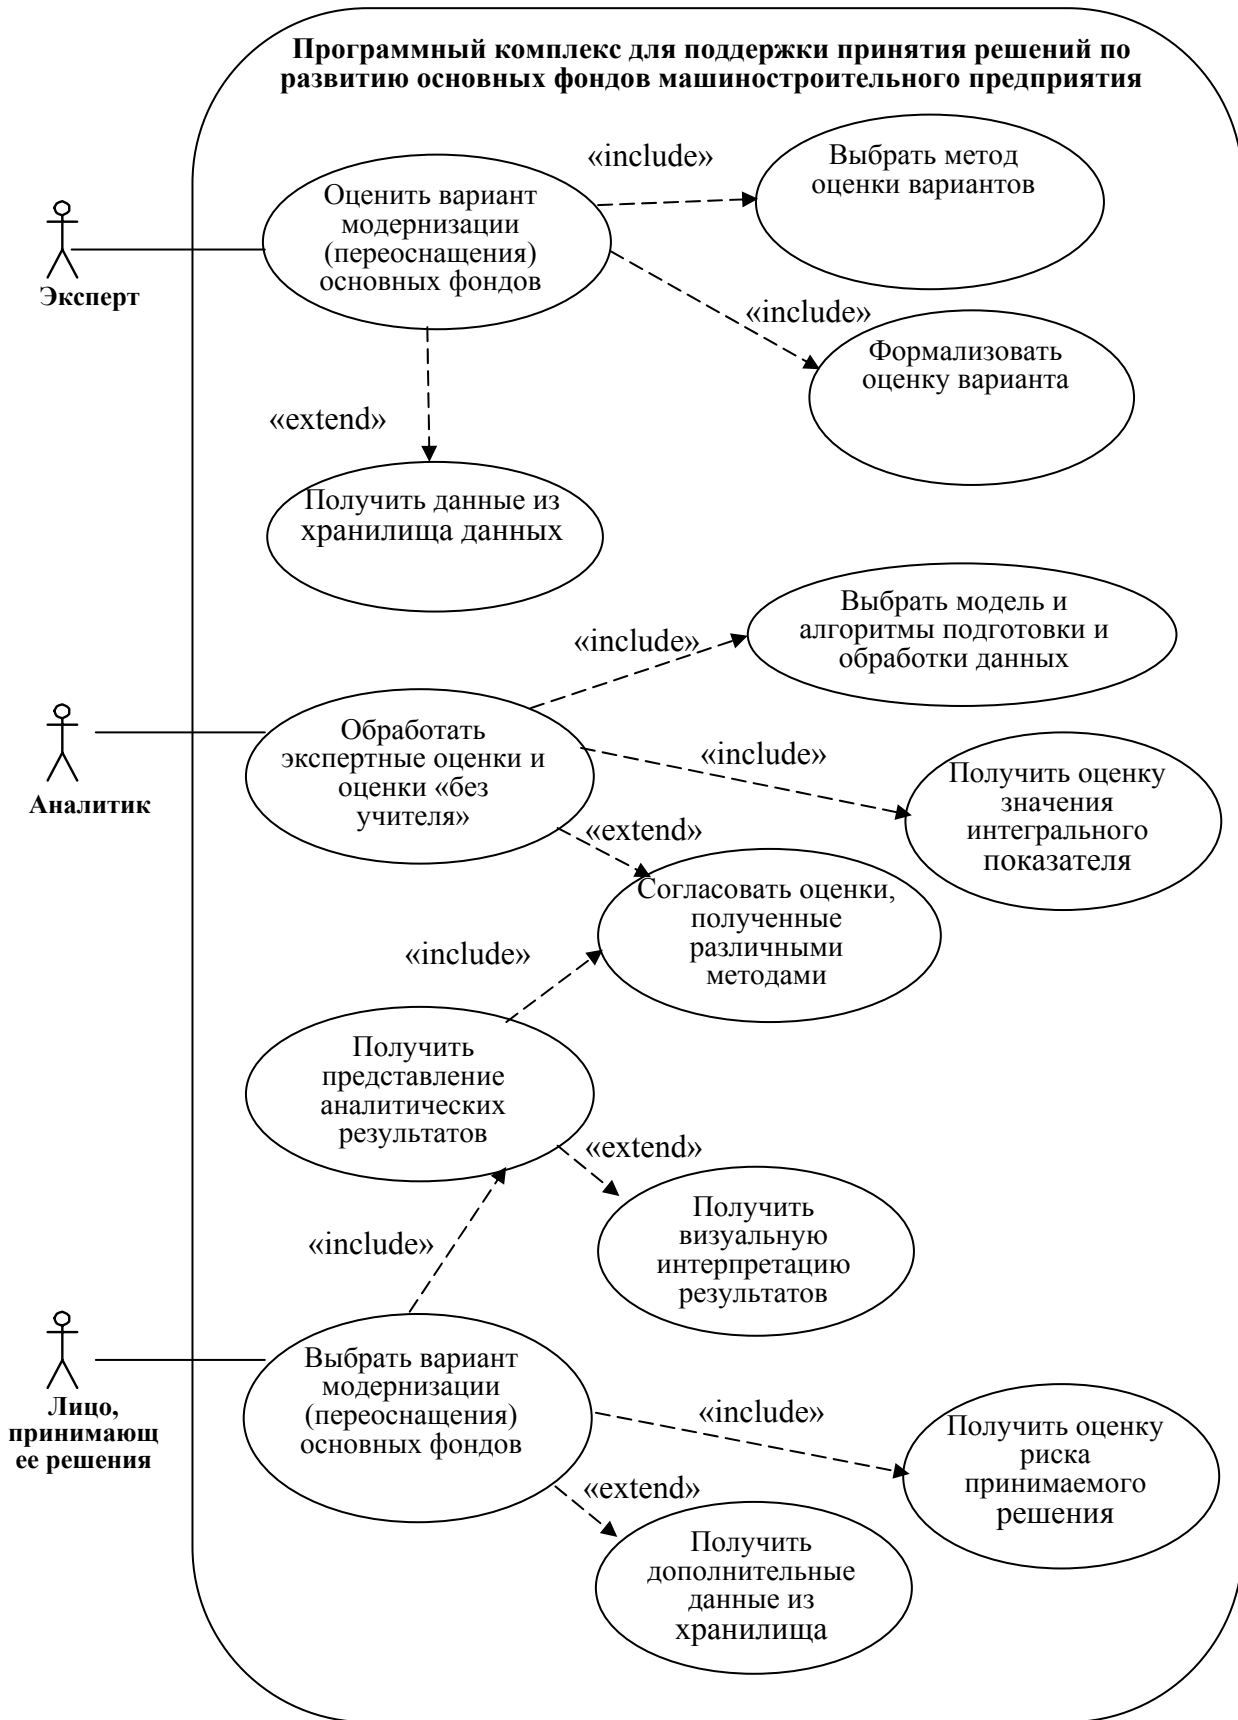 Программный комплекс для поддержки принятия решений по
развитию основных фондов машиностроительного предприятия
«include»
Выбрать метод
оценки вариантов
Оценить вариант
модернизации
(переоснащения)
основных фондов
Эксперт
«include»
Формализовать
оценку варианта
«extend»
Получить данные из
хранилища данных
«include»
Выбрать модель и
алгоритмы подготовки и
обработки данных
Обработать
экспертные оценки и
оценки «без
учителя»
Аналитик
«include»
Получить оценку
значения
интегрального
показателя
«extend»
Согласовать оценки,
полученные
различными
методами
«include»
Получить
представление
аналитических
результатов
«extend»
Получить
визуальную
интерпретацию
результатов
«include»
Выбрать вариант
модернизации
(переоснащения)
основных фондов
Лицо,
принимающ
ее решения
«include»
Получить оценку
риска
принимаемого
решения
«extend»
Получить
дополнительные
данные из
хранилища